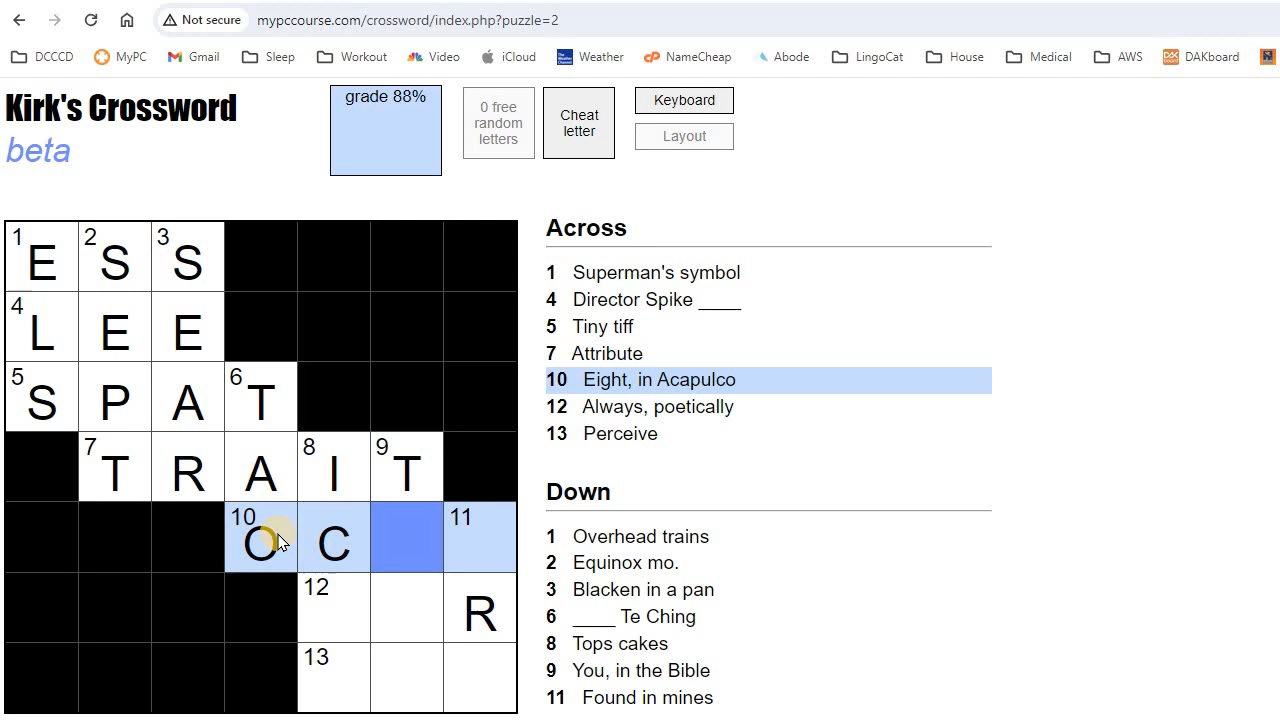 Not secure mypccourse.com/crossword/index.php?puzzle=2
DCCCD MyPC Gmail Sleep Workout Video iCloud Weather NameCheap Abode LingoCat House Medical AWS DAKboard
Kirk's Crossword
beta
grade 88%
0 free
random
letters
Cheat
letter
Keyboard
Layout
1 E 2 S 3 S
4 L E E
5 S P A 6 T
7 T R A 8 I 9 T
10 O C 11
12 R
13
Across
1 Superman's symbol
4 Director Spike ____
5 Tiny tiff
7 Attribute
10 Eight, in Acapulco
12 Always, poetically
13 Perceive
Down
1 Overhead trains
2 Equinox mo.
3 Blacken in a pan
6 ____ Te Ching
8 Tops cakes
9 You, in the Bible
11 Found in mines